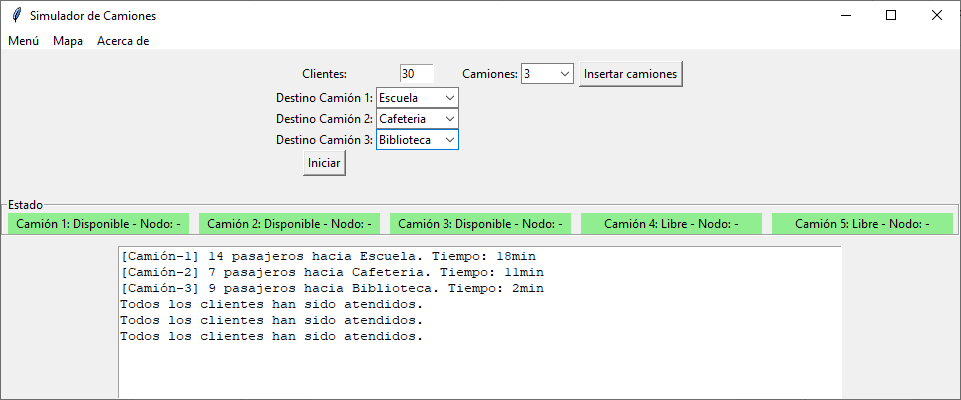 Simulador de Camiones
Menú Mapa Acerca de
Clientes: 30 Camiones: 3 Insertar camiones
Destino Camión 1: Escuela
Destino Camión 2: Cafeteria
Destino Camión 3: Biblioteca
Iniciar
Estado
Camión 1: Disponible - Nodo: - Camión 2: Disponible - Nodo: - Camión 3: Disponible - Nodo: - Camión 4: Libre - Nodo: - Camión 5: Libre - Nodo: -
[Camión-1] 14 pasajeros hacia Escuela. Tiempo: 18min
[Camión-2] 7 pasajeros hacia Cafeteria. Tiempo: 11min
[Camión-3] 9 pasajeros hacia Biblioteca. Tiempo: 2min
Todos los clientes han sido atendidos.
Todos los clientes han sido atendidos.
Todos los clientes han sido atendidos.